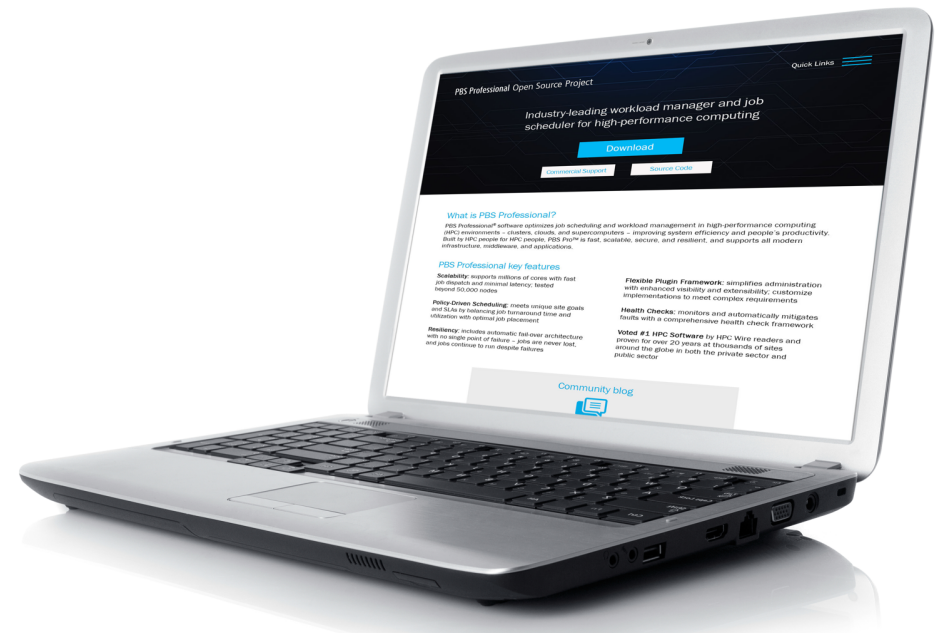 PBS Professional Open Source Project
Quick Links
Industry-leading workload manager and job
scheduler for high-performance computing
Download
Commercial Support
Source Code
What is PBS Professional?
PBS Professional® software optimizes job scheduling and workload management in high-performance computing
(HPC) environments – clusters, clouds, and supercomputers – improving system efficiency and people's productivity.
Built by HPC people for HPC people, PBS Pro™ is fast, scalable, secure, and resilient, and supports all modern
infrastructure, middleware, and applications.
PBS Professional key features
Scalability: supports millions of cores with fast
job dispatch and minimal latency; tested
beyond 50,000 nodes
Policy-Driven Scheduling: meets unique site goals
and SLAs by balancing job turnaround time and
utilization with optimal job placement
Resiliency: includes automatic fail-over architecture
with no single point of failure – jobs are never lost,
and jobs continue to run despite failures
Flexible Plugin Framework: simplifies administration
with enhanced visibility and extensibility; customize
implementations to meet complex requirements
Health Checks: monitors and automatically mitigates
faults with a comprehensive health check framework
Voted #1 HPC Software by HPC Wire readers and
proven for over 20 years at thousands of sites
around the globe in both the private sector and
public sector
Community blog